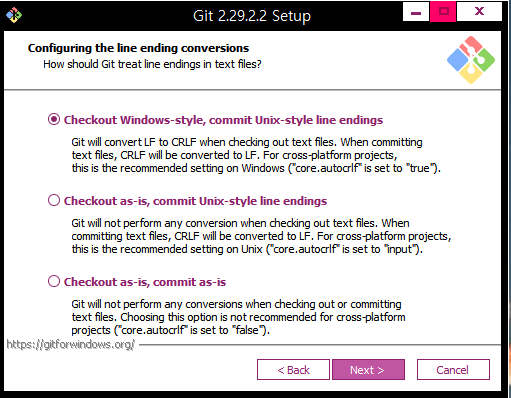 Git 2.29.2.2 Setup
Configuring the line ending conversions
How should Git treat line endings in text files?
Checkout Windows-style, commit Unix-style line endings
Git will convert LF to CRLF when checking out text files. When committing
text files, CRLF will be converted to LF. For cross-platform projects,
this is the recommended setting on Windows ("core.autocrlf" is set to "true").
Checkout as-is, commit Unix-style line endings
Git will not perform any conversion when checking out text files. When
committing text files, CRLF will be converted to LF. For cross-platform projects,
this is the recommended setting on Unix ("core.autocrlf" is set to "input").
Checkout as-is, commit as-is
Git will not perform any conversions when checking out or committing
text files. Choosing this option is not recommended for cross-platform
projects ("core.autocrlf" is set to "false").
https://gitforwindows.org/
< Back
Next >
Cancel